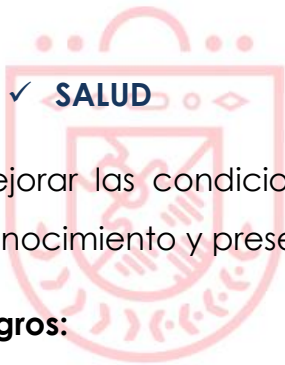 ✓ SALUD
ejorar las condicio
nocimiento y prese
gros: